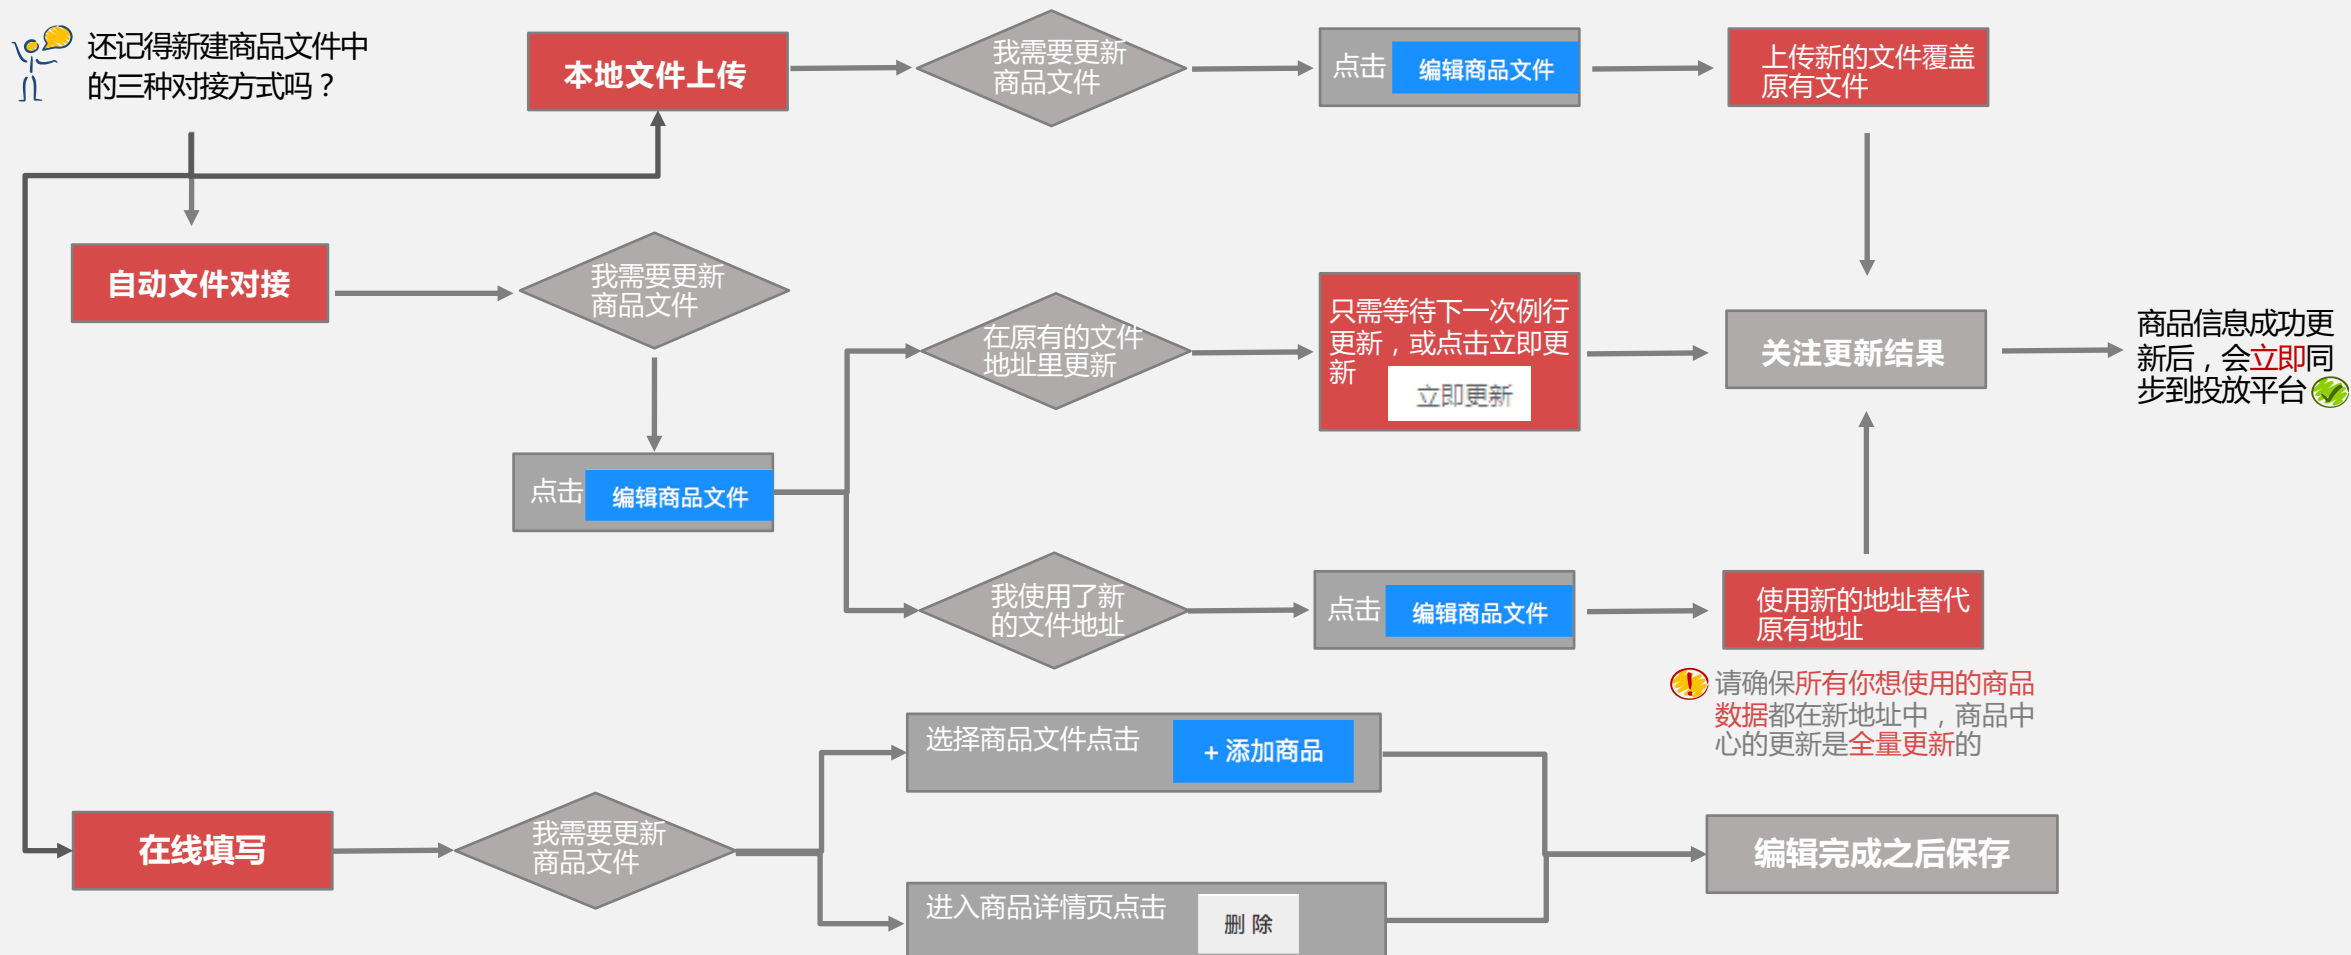 还记得新建商品文件中
的三种对接方式吗？
本地文件上传
我需要更新
商品文件
点击 编辑商品文件
上传新的文件覆盖
原有文件
自动文件对接
我需要更新
商品文件
点击 编辑商品文件
在原有的文件
地址里更新
只需等待下一次例行
更新，或点击立即更
新
立即更新
关注更新结果
商品信息成功更
新后，会立即同
步到投放平台
我使用了新
的文件地址
点击 编辑商品文件
使用新的地址替代
原有地址
请确保所有你想使用的商品
数据都在新地址中，商品中
心的更新是全量更新的
在线填写
我需要更新
商品文件
选择商品文件点击 + 添加商品
进入商品详情页点击 删 除
编辑完成之后保存